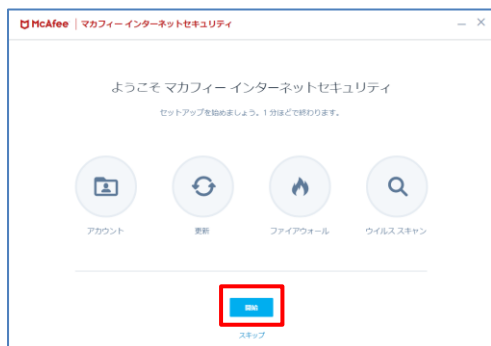 McAfee | マカフィー インターネットセキュリティ
ようこそ マカフィー インターネットセキュリティ
セットアップを始めましょう。1 分ほどで終わります。
アカウント 更新 ファイアウォール ウイルス スキャン
開始
スキップ